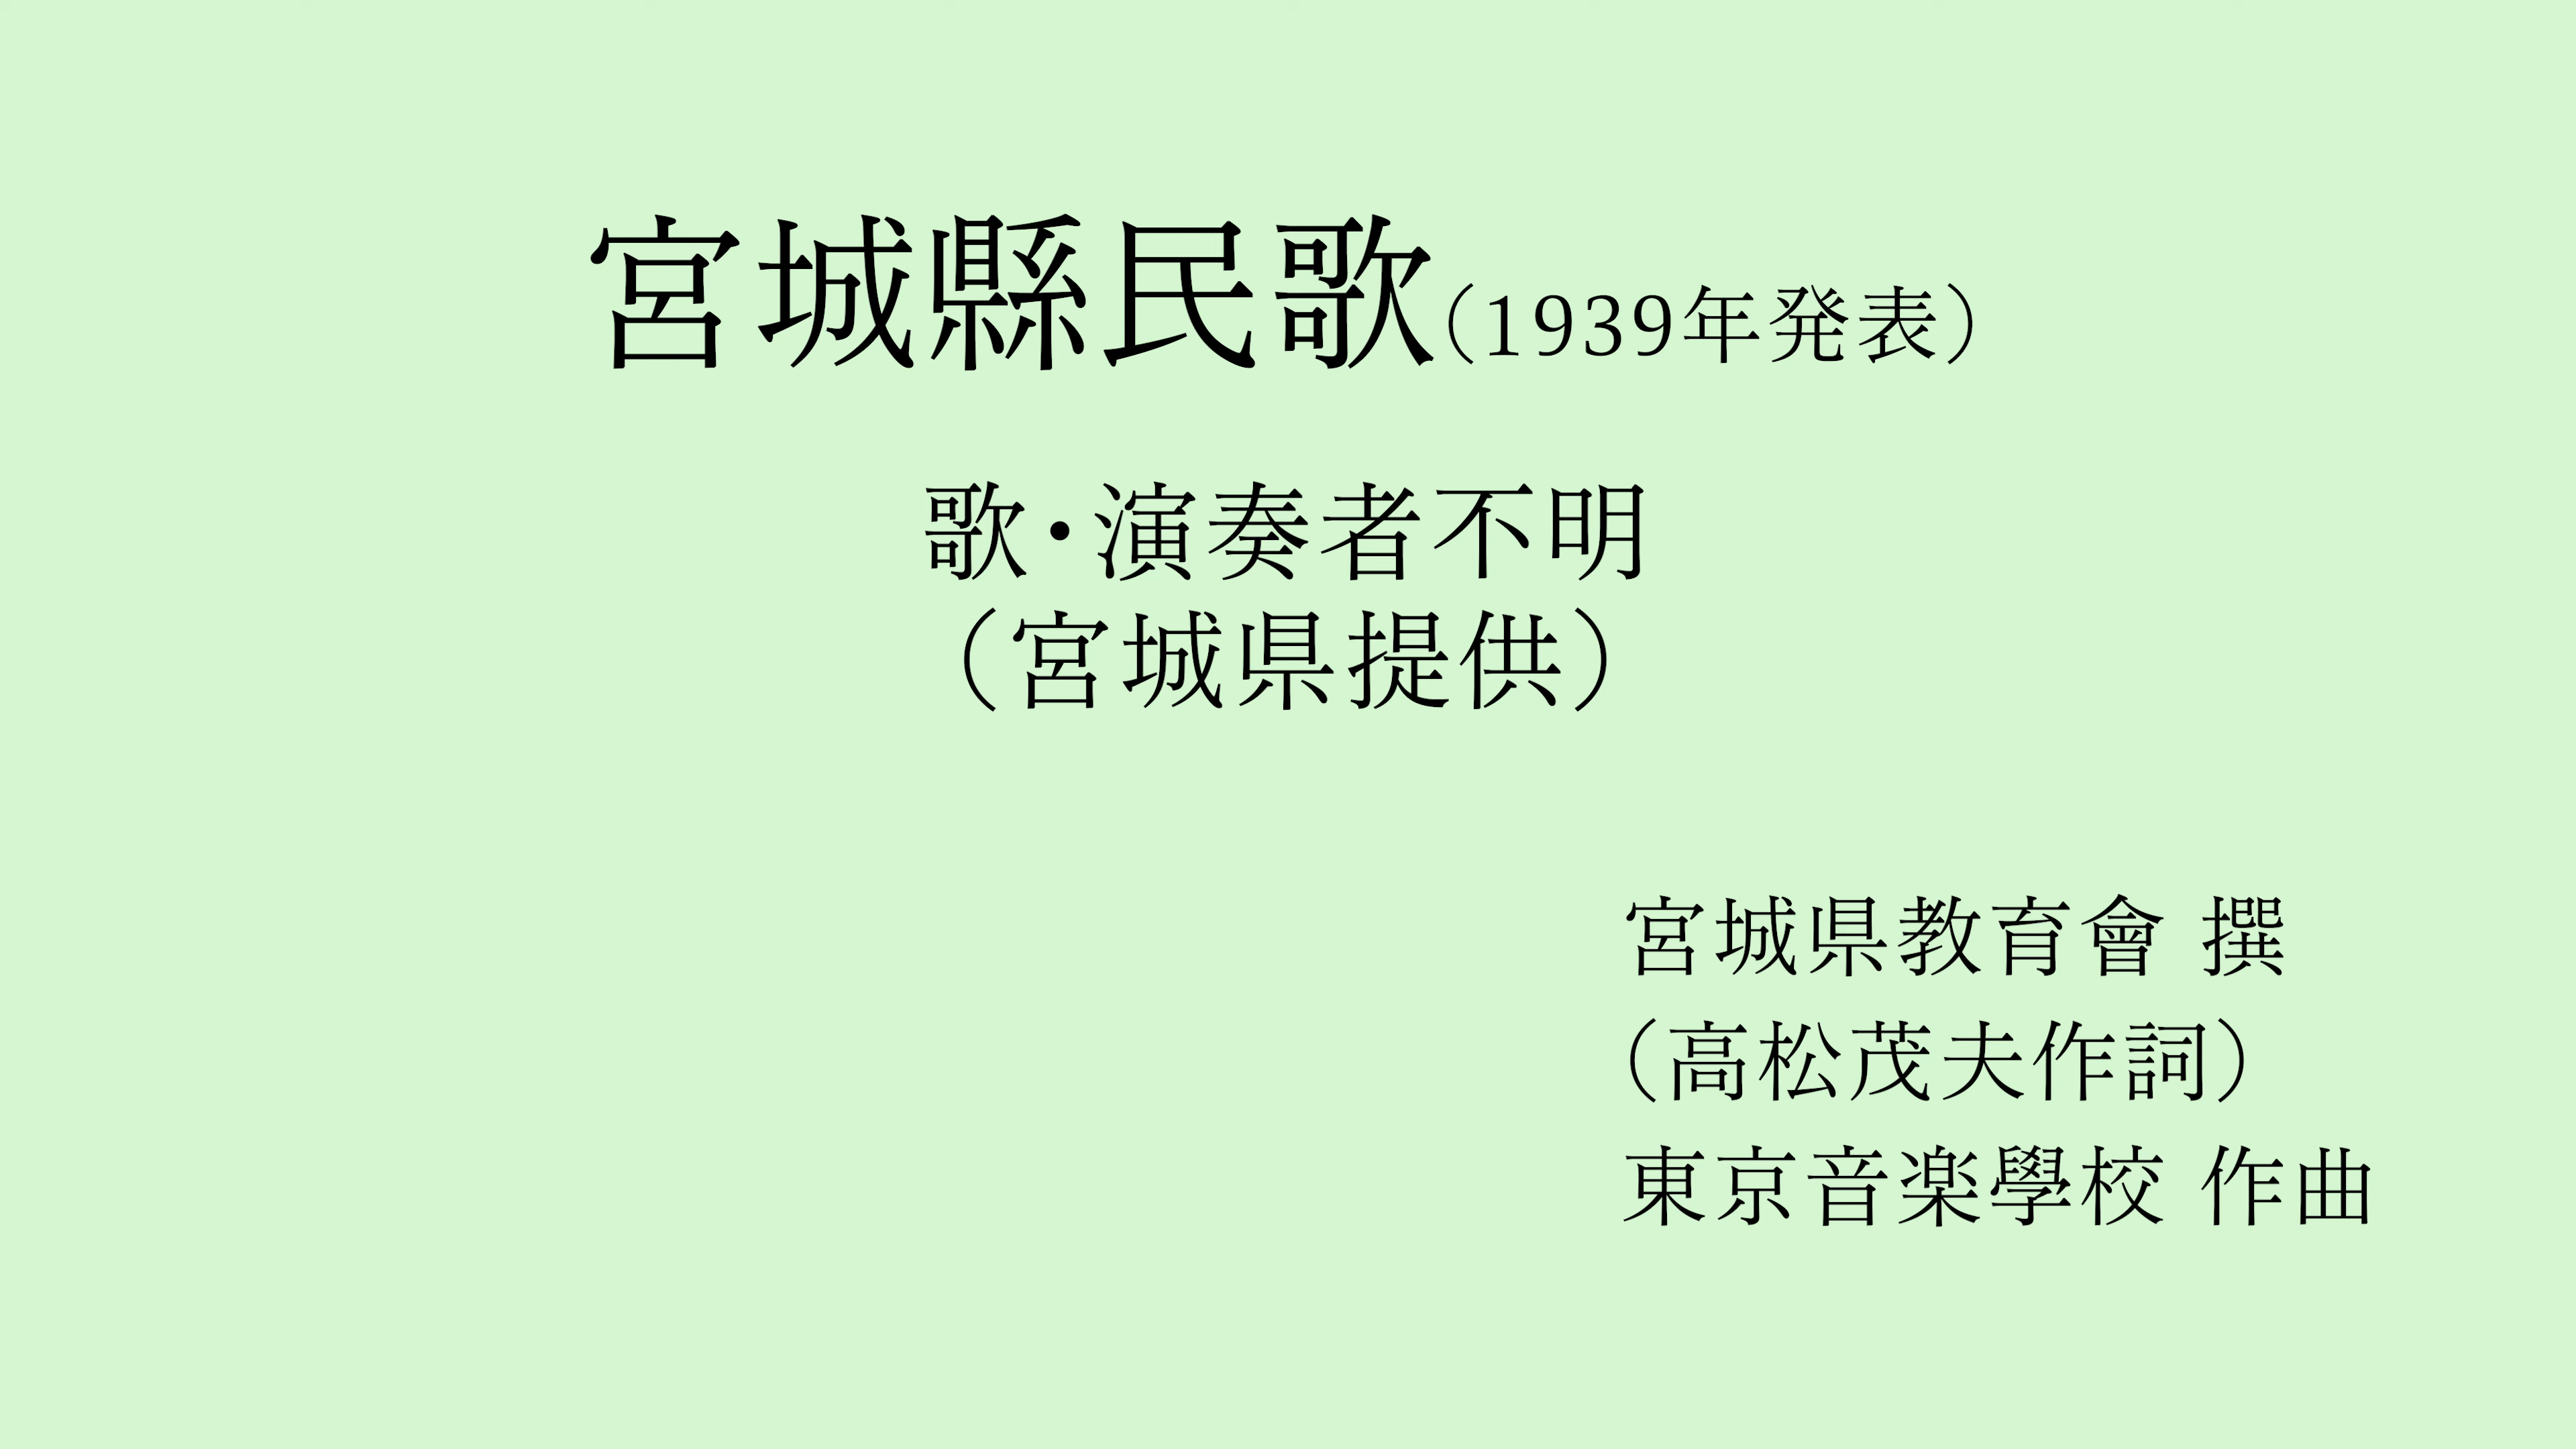 宮城縣民歌（1939年発表）
歌・演奏者不明
（宮城県提供）
宮城県教育會 撰
（高松茂夫作詞）
東京音楽學校 作曲